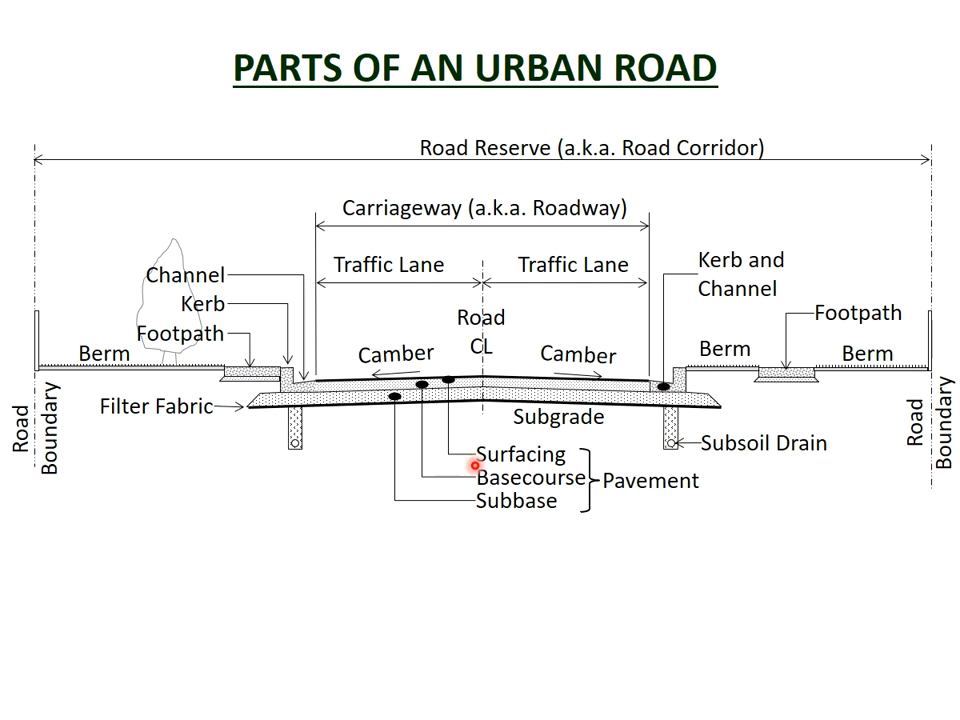 PARTS OF AN URBAN ROAD
Road Reserve (a.k.a. Road Corridor)
Carriageway (a.k.a. Roadway)
Traffic Lane
Traffic Lane
Channel
Kerb
Footpath
Kerb and
Channel
Footpath
Road
CL
Camber
Camber
Berm
Berm
Berm
Filter Fabric
Subgrade
Road
Boundary
Road
Boundary
Subsoil Drain
Surfacing
Basecourse
Subbase
Pavement